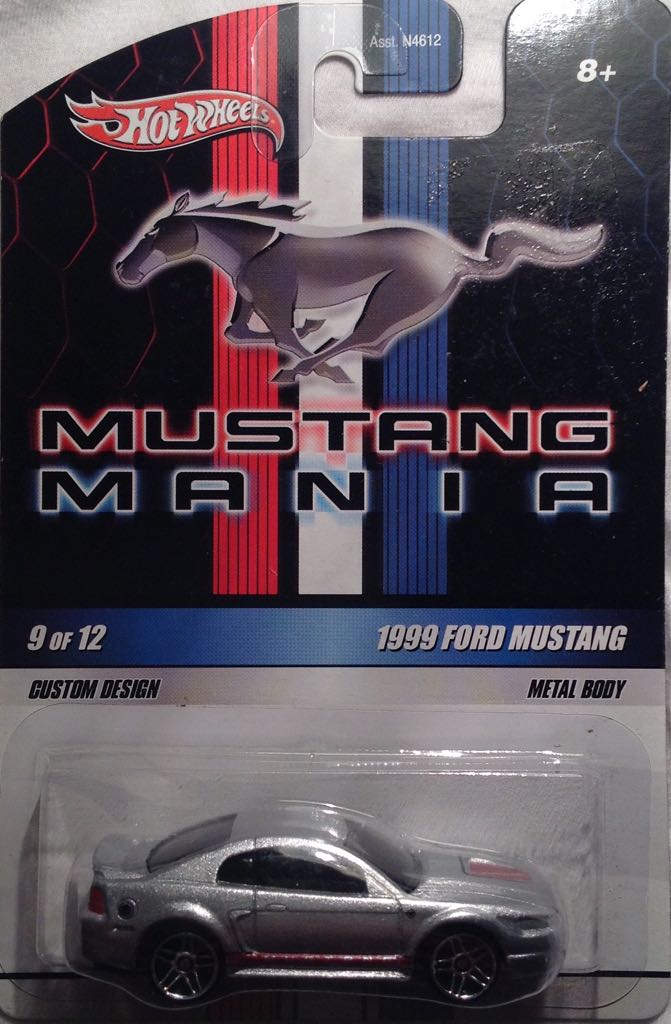 Asst. N4612
8+
Hot Wheels
MUSTANG
MANIA
9 OF 12 1999 FORD MUSTANG
CUSTOM DESIGN METAL BODY